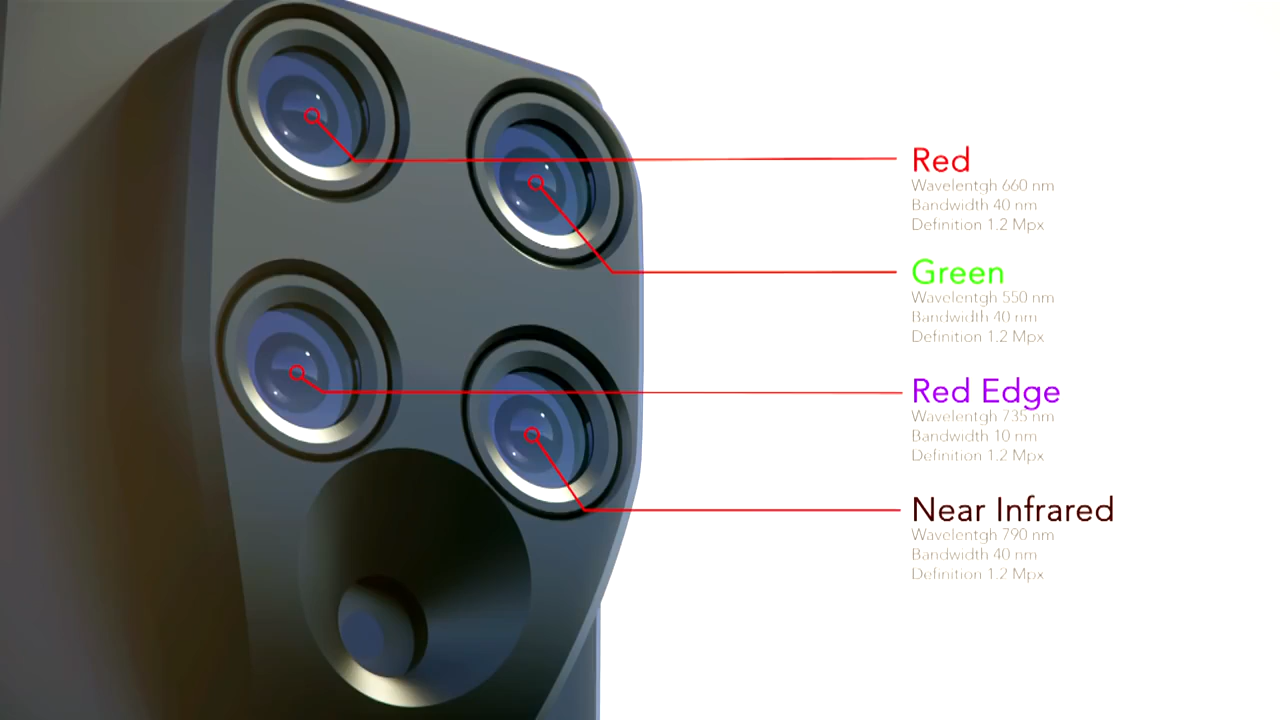 Red
Wavelentgh 660 nm
Bandwidth 40 nm
Definition 1.2 Mpx
Green
Wavelentgh 550 nm
Bandwidth 40 nm
Definition 1.2 Mpx
Red Edge
Wavelentgh 735 nm
Bandwidth 10 nm
Definition 1.2 Mpx
Near Infrared
Wavelentgh 790 nm
Bandwidth 40 nm
Definition 1.2 Mpx